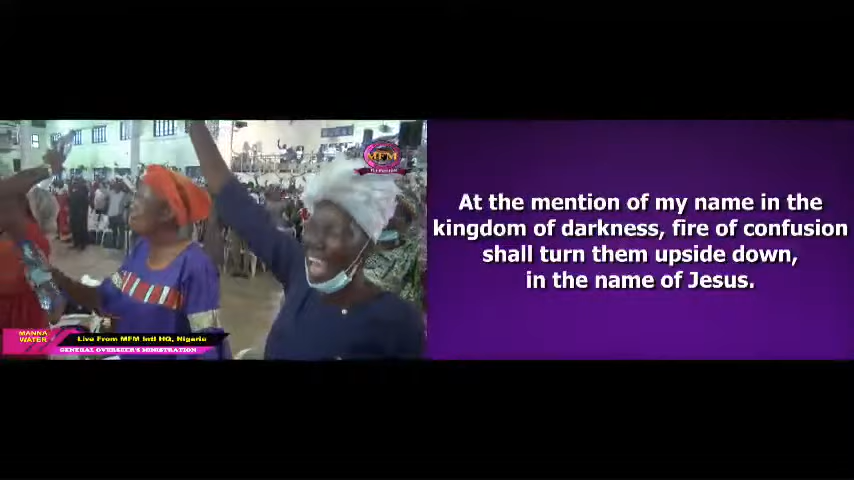 MFM
MANNA
WATER
Live From MFM Intl HQ, Nigeria
GENERAL OVERSEER'S MINISTRATION
At the mention of my name in the
kingdom of darkness, fire of confusion
shall turn them upside down,
in the name of Jesus.